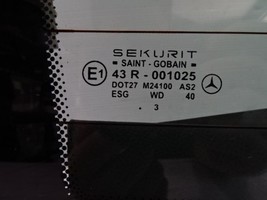 SEKURIT
SAINT - GOBAIN
E1 43 R - 001025
DOT27 M24100 AS2
ESG WD 40
. 3